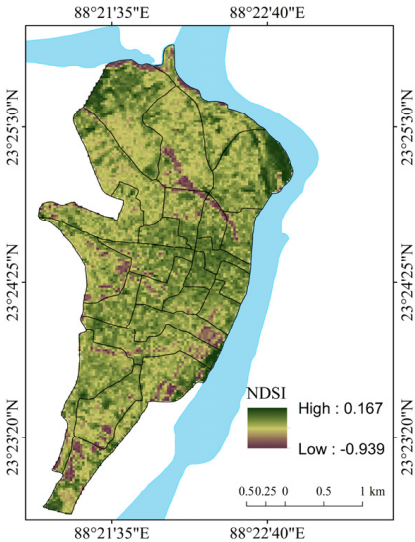 88°21'35"E 88°22'40"E
23°25'30"N 23°25'30"N
23°24'25"N 23°24'25"N
23°23'20"N 23°23'20"N
NDSI
High : 0.167
Low : -0.939
0.5 0.25 0 0.5 1 km
88°21'35"E 88°22'40"E